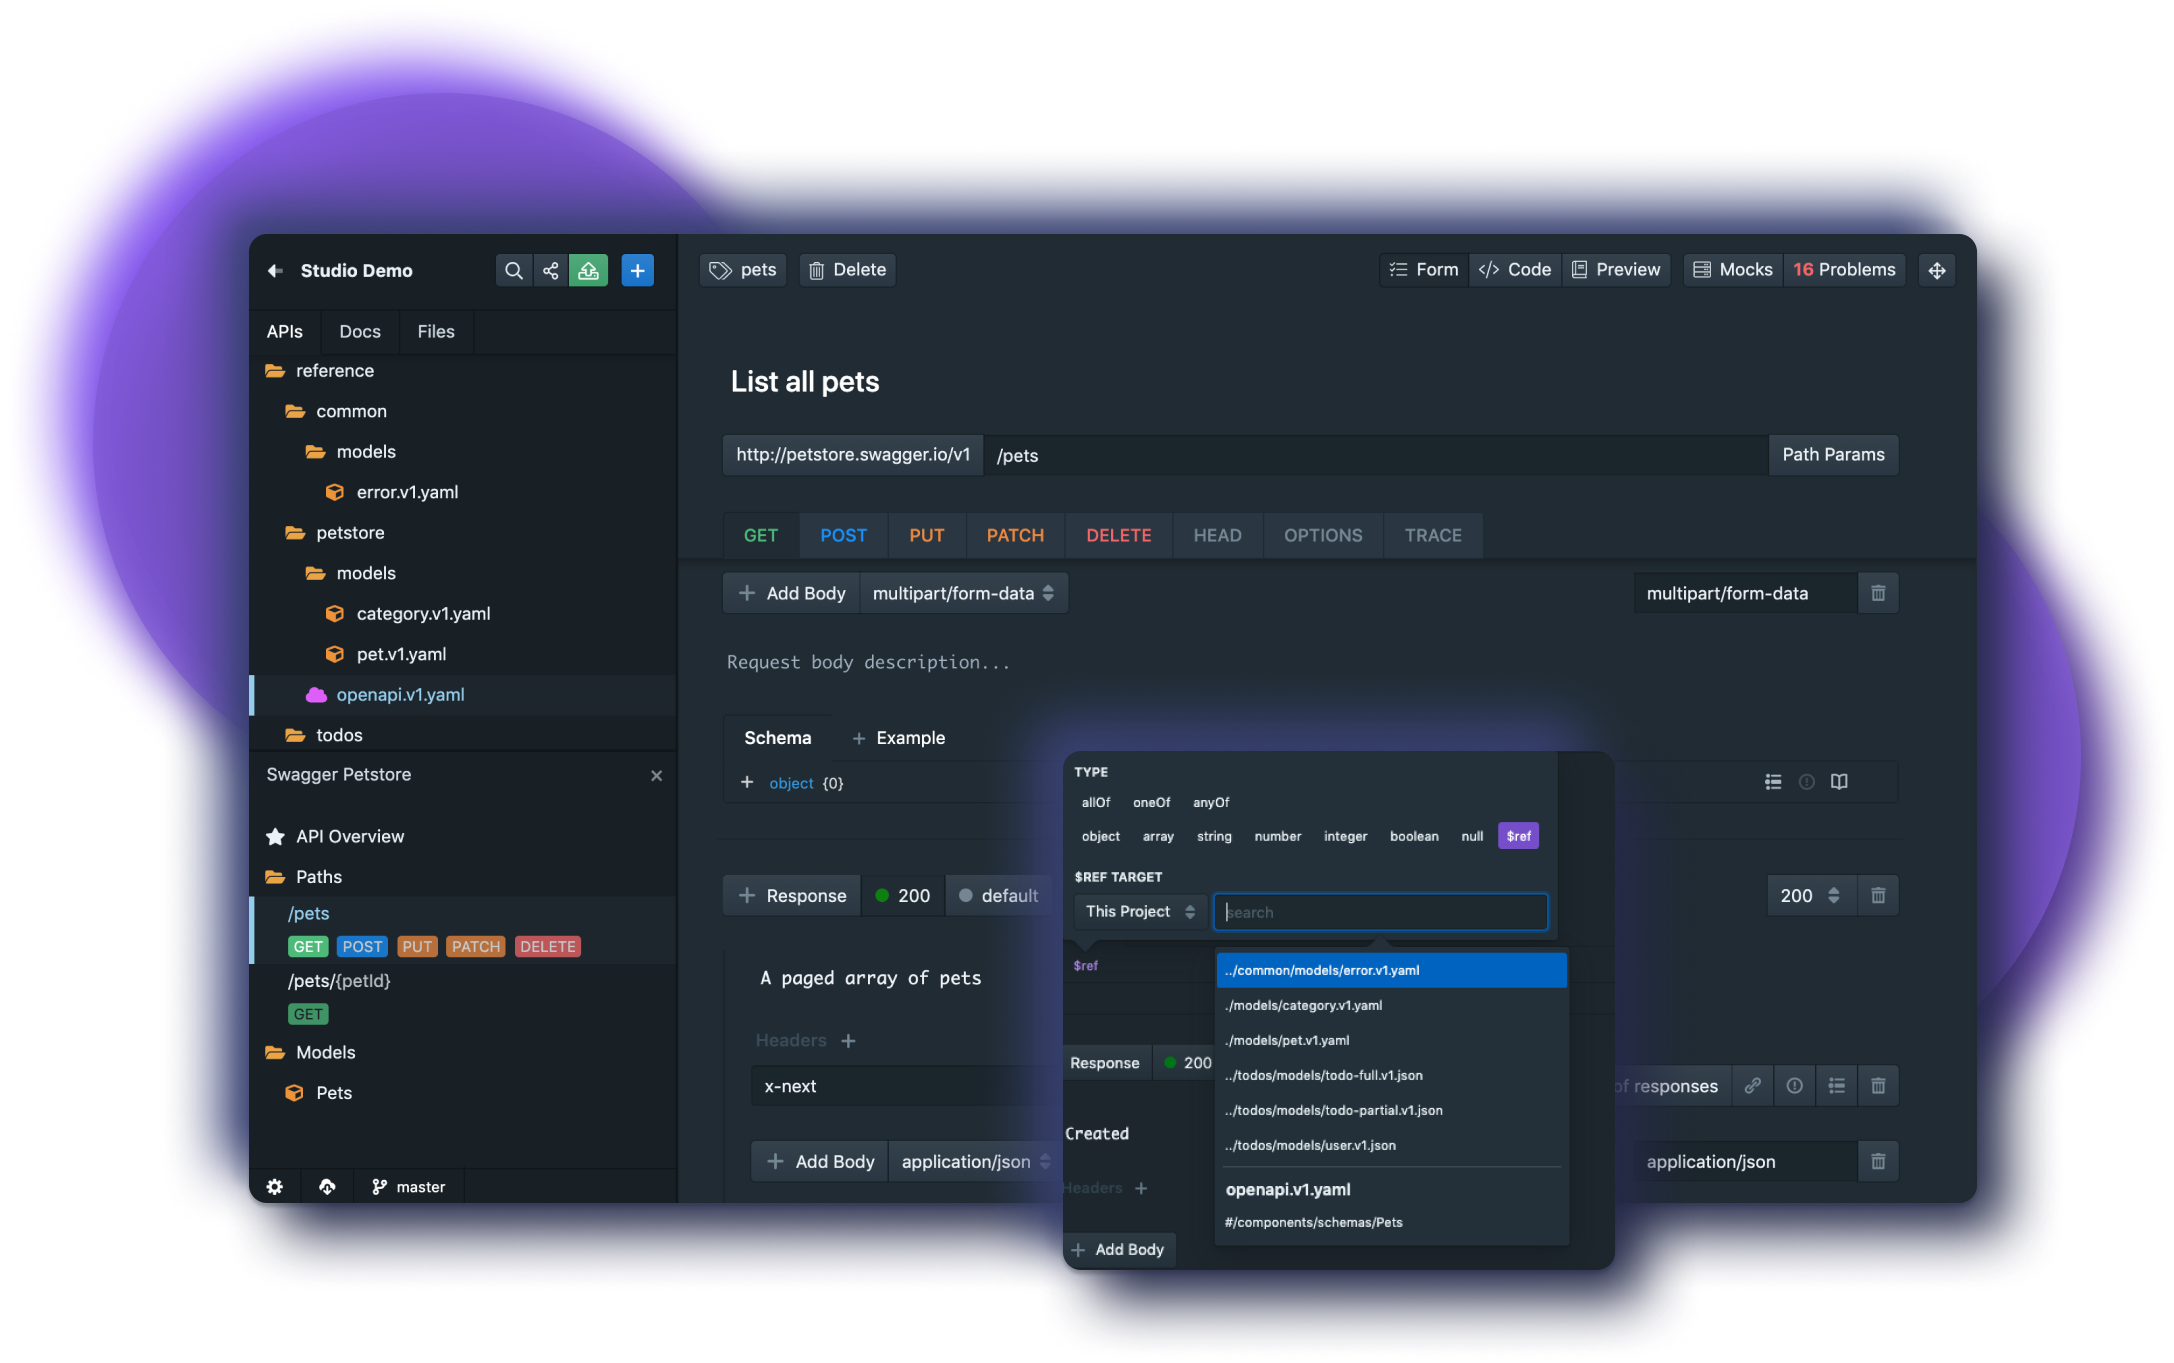 Studio Demo
pets
Delete
Form
Code
Preview
Mocks
16 Problems
APIs
Docs
Files
reference
common
models
error.v1.yaml
petstore
models
category.v1.yaml
pet.v1.yaml
openapi.v1.yaml
todos
Swagger Petstore
API Overview
Paths
/pets
GET POST PUT PATCH DELETE
/pets/{petId}
GET
Models
Pets
master
List all pets
http://petstore.swagger.io/v1
/pets
Path Params
GET POST PUT PATCH DELETE HEAD OPTIONS TRACE
+ Add Body
multipart/form-data
multipart/form-data
Request body description...
Schema
+ Example
+ object {0}
+ Response
200
default
200
A paged array of pets
Headers +
x-next
of responses
+ Add Body
application/json
application/json
TYPE
allOf oneOf anyOf
object array string number integer boolean null $ref
$REF TARGET
This Project
search
$ref
../common/models/error.v1.yaml
./models/category.v1.yaml
./models/pet.v1.yaml
../todos/models/todo-full.v1.json
../todos/models/todo-partial.v1.json
../todos/models/user.v1.json
openapi.v1.yaml
#/components/schemas/Pets
Response
200
Created
Headers +
+ Add Body